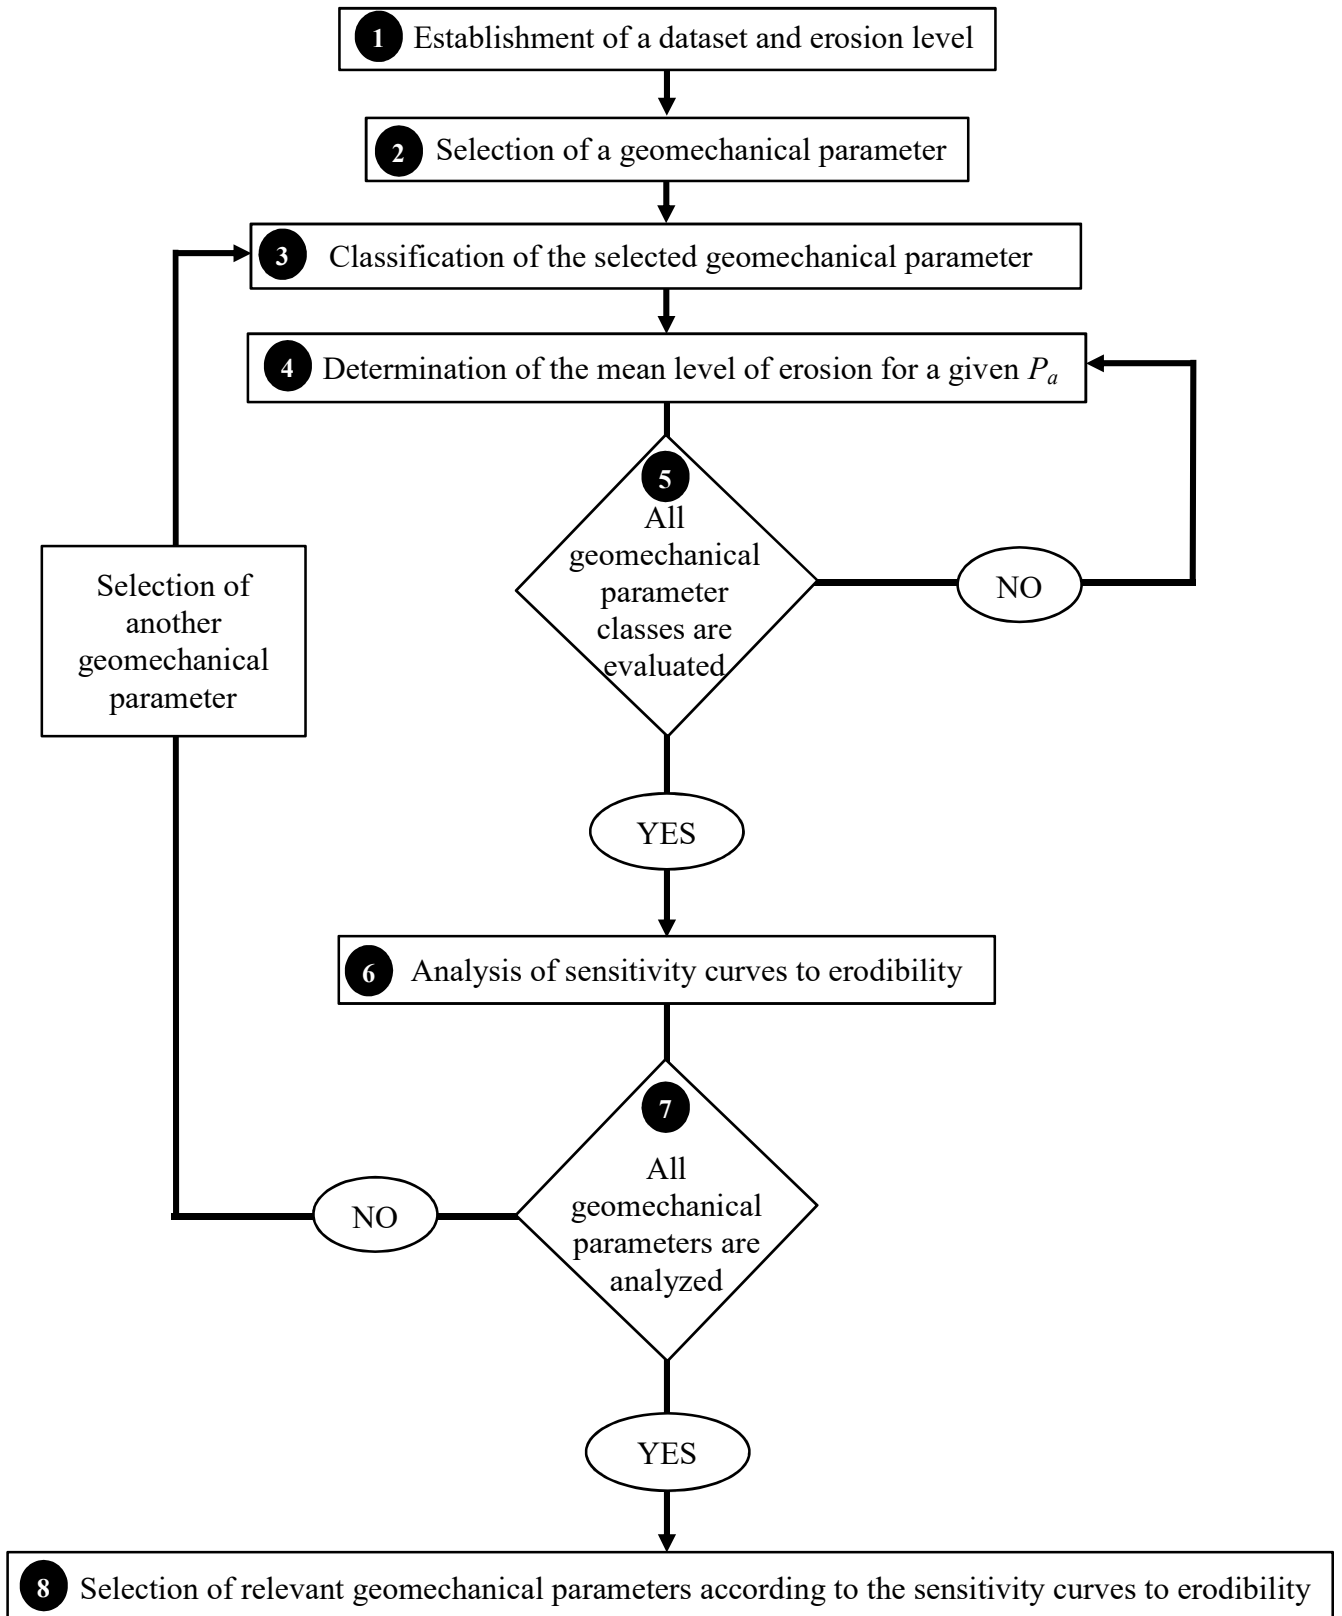 1 Establishment of a dataset and erosion level
2 Selection of a geomechanical parameter
3 Classification of the selected geomechanical parameter
4 Determination of the mean level of erosion for a given Pa
5
All
geomechanical
parameter
classes are
evaluated
NO
Selection of
another
geomechanical
parameter
YES
6 Analysis of sensitivity curves to erodibility
7
All
geomechanical
parameters are
analyzed
NO
YES
8 Selection of relevant geomechanical parameters according to the sensitivity curves to erodibility